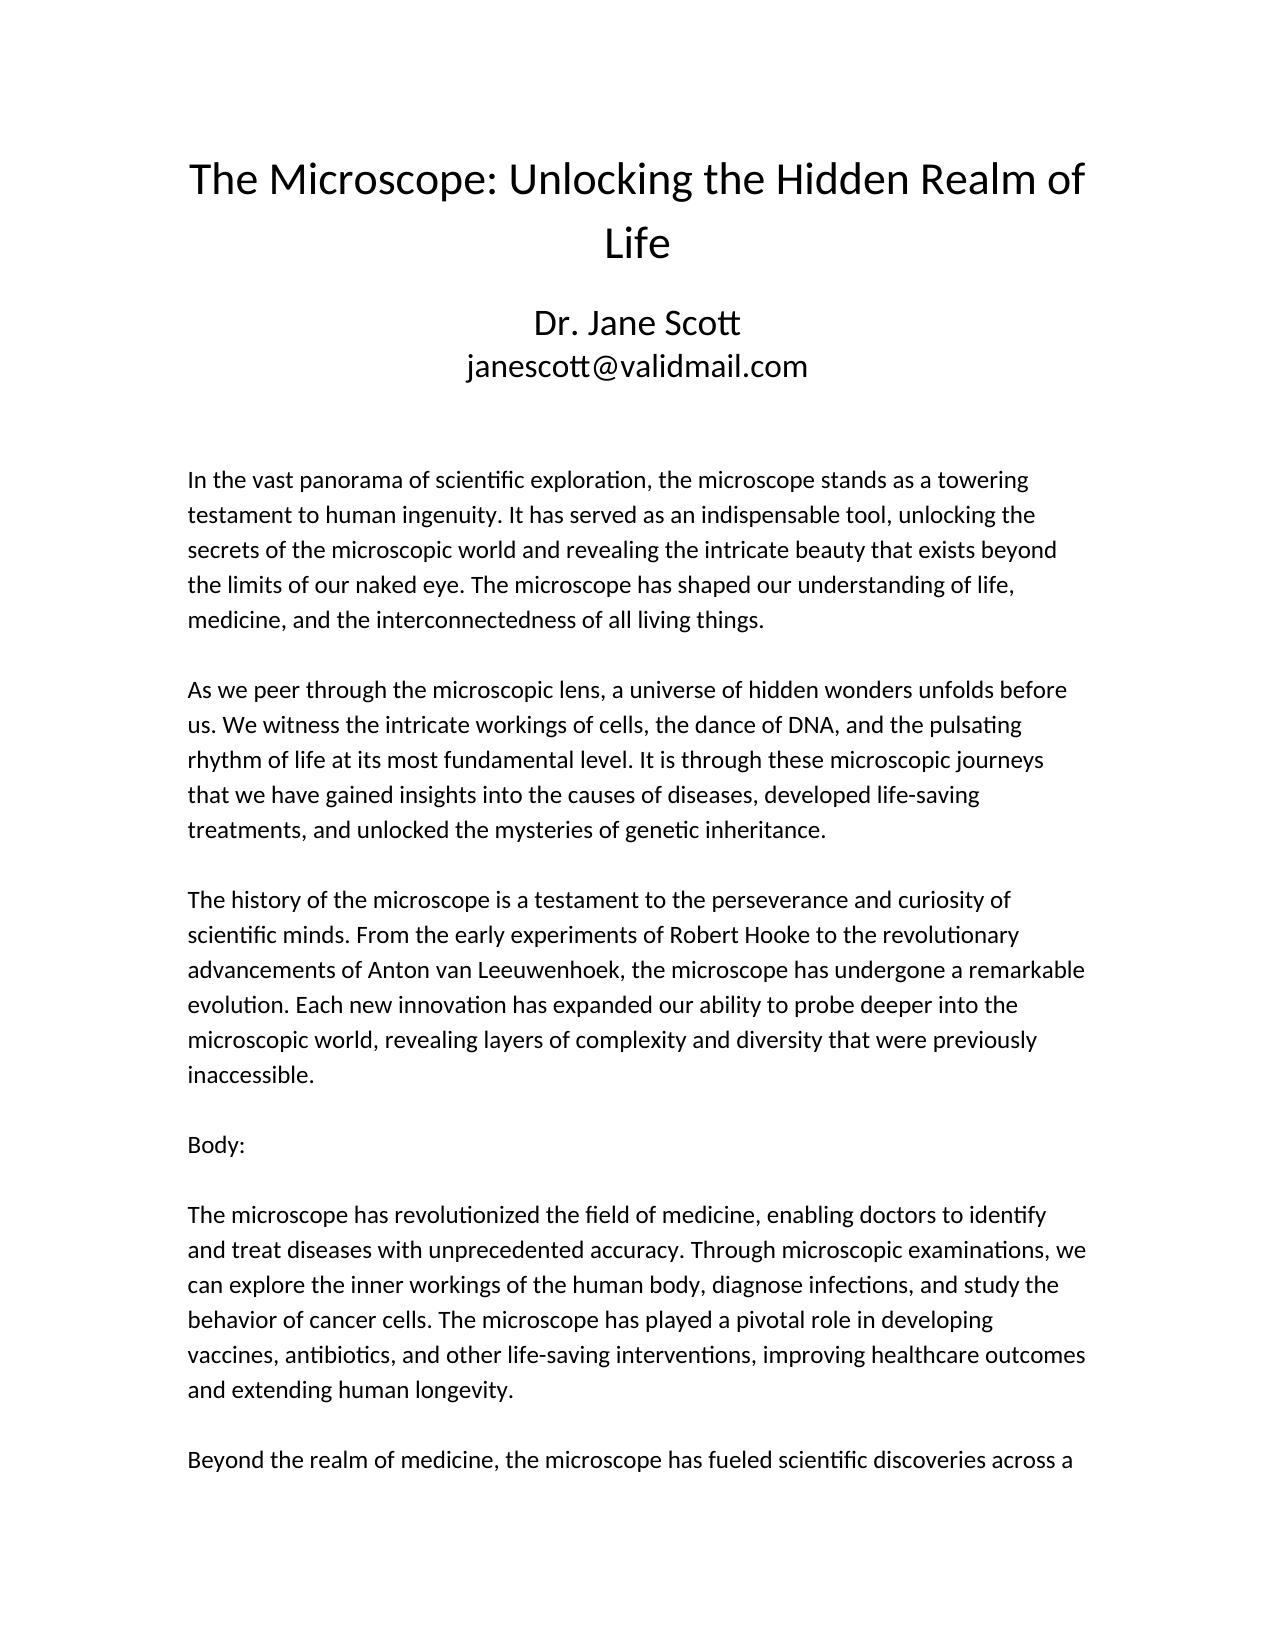 The Microscope: Unlocking the Hidden Realm of
Life
Dr. Jane Scott
janescott@validmail.com
In the vast panorama of scientific exploration, the microscope stands as a towering
testament to human ingenuity. It has served as an indispensable tool, unlocking the
secrets of the microscopic world and revealing the intricate beauty that exists beyond
the limits of our naked eye. The microscope has shaped our understanding of life,
medicine, and the interconnectedness of all living things.
As we peer through the microscopic lens, a universe of hidden wonders unfolds before
us. We witness the intricate workings of cells, the dance of DNA, and the pulsating
rhythm of life at its most fundamental level. It is through these microscopic journeys
that we have gained insights into the causes of diseases, developed life-saving
treatments, and unlocked the mysteries of genetic inheritance.
The history of the microscope is a testament to the perseverance and curiosity of
scientific minds. From the early experiments of Robert Hooke to the revolutionary
advancements of Anton van Leeuwenhoek, the microscope has undergone a remarkable
evolution. Each new innovation has expanded our ability to probe deeper into the
microscopic world, revealing layers of complexity and diversity that were previously
inaccessible.
Body:
The microscope has revolutionized the field of medicine, enabling doctors to identify
and treat diseases with unprecedented accuracy. Through microscopic examinations, we
can explore the inner workings of the human body, diagnose infections, and study the
behavior of cancer cells. The microscope has played a pivotal role in developing
vaccines, antibiotics, and other life-saving interventions, improving healthcare outcomes
and extending human longevity.
Beyond the realm of medicine, the microscope has fueled scientific discoveries across a